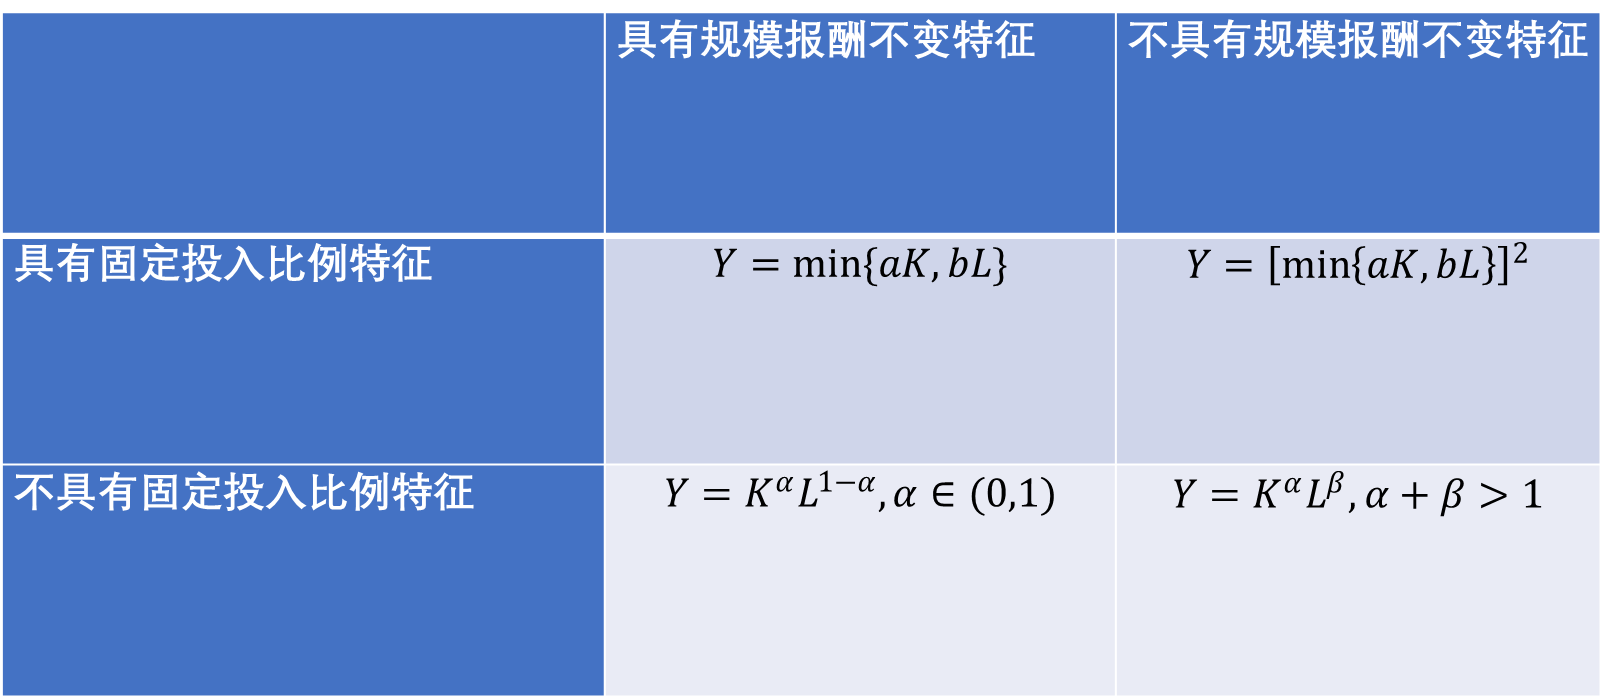 具有规模报酬不变特征
不具有规模报酬不变特征
具有固定投入比例特征
Y = min{aK, bL}
Y = [min{aK, bL}]²
不具有固定投入比例特征
Y = K^α L^{1−α}, α ∈ (0,1)
Y = K^α L^β, α + β > 1